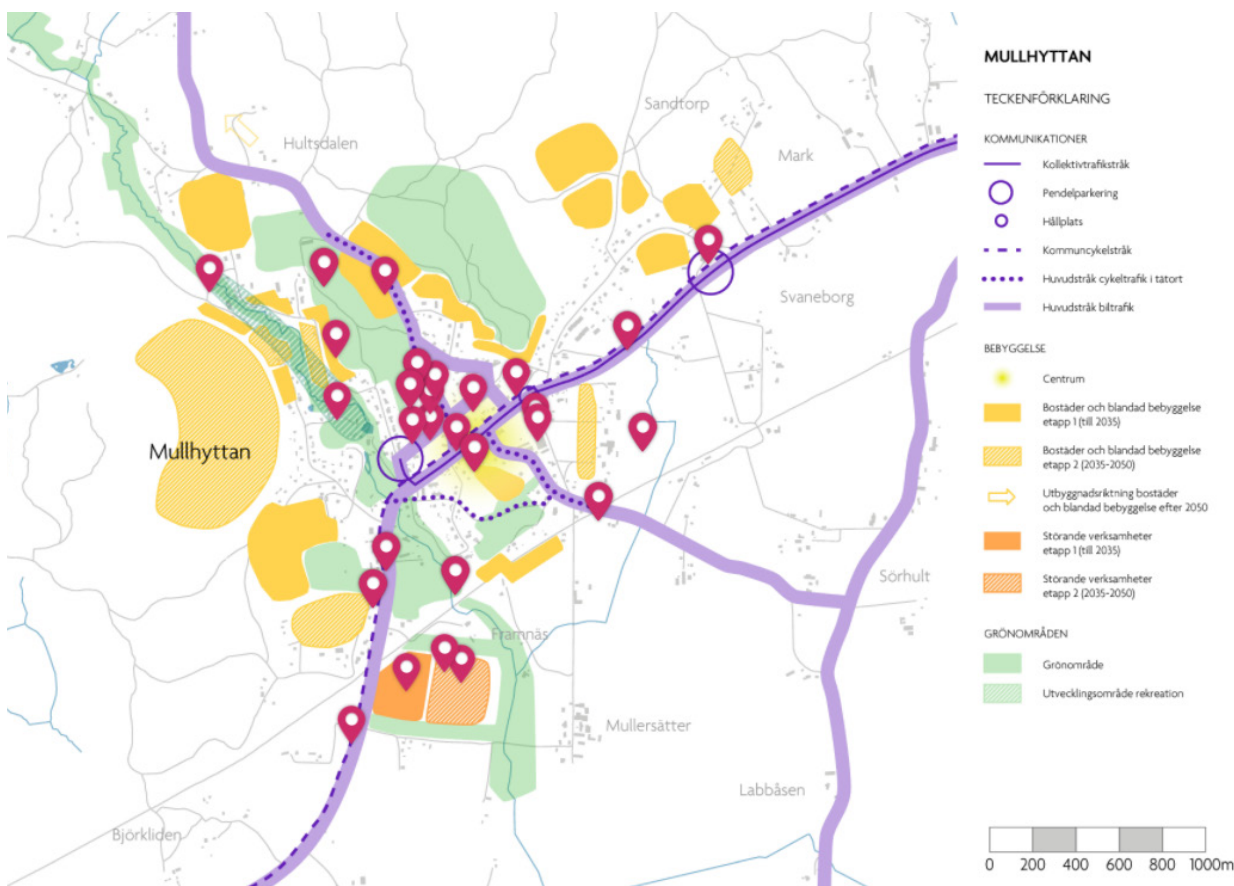 MULLHYTTAN
TECKENFÖRKLARING
KOMMUNIKATIONER
Kollektivtrafikstråk
Pendelparkering
Hållplats
Kommuncykelstråk
Huvudstråk cykeltrafik i tätort
Huvudstråk biltrafik
BEBYGGELSE
Centrum
Bostäder och blandad bebyggelse
etapp 1 (till 2035)
Bostäder och blandad bebyggelse
etapp 2 (2035-2050)
Utbyggnadsriktning bostäder
och blandad bebyggelse efter 2050
Störande verksamheter
etapp 1 (till 2035)
Störande verksamheter
etapp 2 (2035-2050)
GRÖNOMRÅDEN
Grönområde
Utvecklingsområde rekreation
0 200 400 600 800 1000m
Sandtorp
Hultsdalen
Mark
Svaneborg
Mullhyttan
Sörhult
Framnäs
Mullersätter
Labbåsen
Björkliden